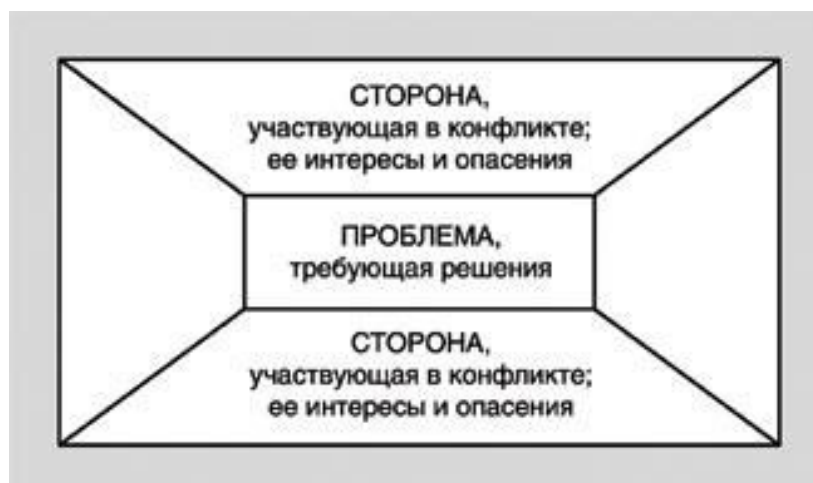 СТОРОНА,
участвующая в конфликте;
ее интересы и опасения
ПРОБЛЕМА,
требующая решения
СТОРОНА,
участвующая в конфликте;
ее интересы и опасения